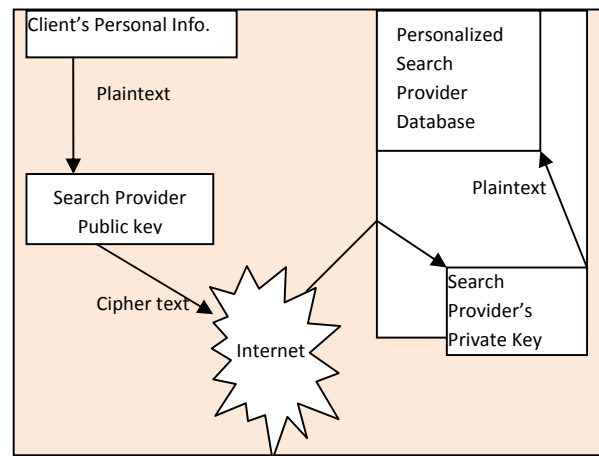 Client's Personal Info.
Plaintext
Search Provider
Public key
Cipher text
Internet
Personalized
Search
Provider
Database
Plaintext
Search
Provider's
Private Key